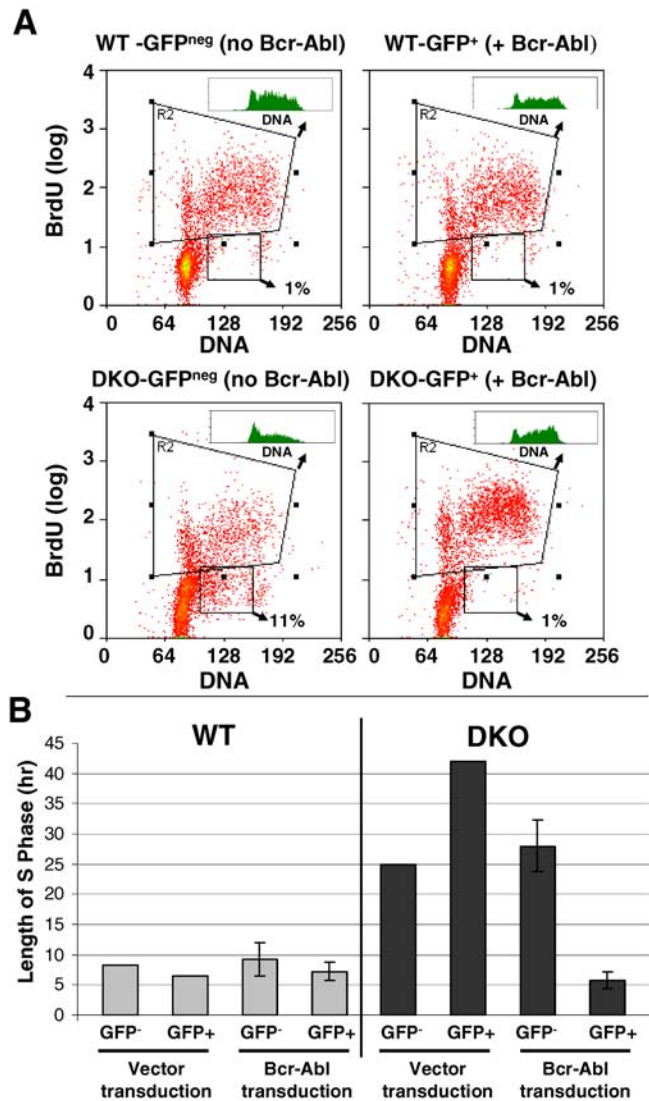 A
WT -GFPneg (no Bcr-Abl)
WT-GFP+ (+ Bcr-Abl)
BrdU (log)
4
3
2
1
0
R2
DNA
1%
0 64 128 192 256
DNA
4
3
2
1
0
R2
DNA
1%
0 64 128 192 256
DNA
DKO-GFPneg (no Bcr-Abl)
DKO-GFP+ (+ Bcr-Abl)
BrdU (log)
4
3
2
1
0
R2
DNA
11%
0 64 128 192 256
DNA
R2
DNA
1%
0 64 128 192 256
DNA
B
WT
DKO
Length of S Phase (hr)
45
40
35
30
25
20
15
10
5
0
GFP- GFP+ GFP- GFP+ GFP- GFP+ GFP- GFP+
Vector transduction
Bcr-Abl transduction
Vector transduction
Bcr-Abl transduction